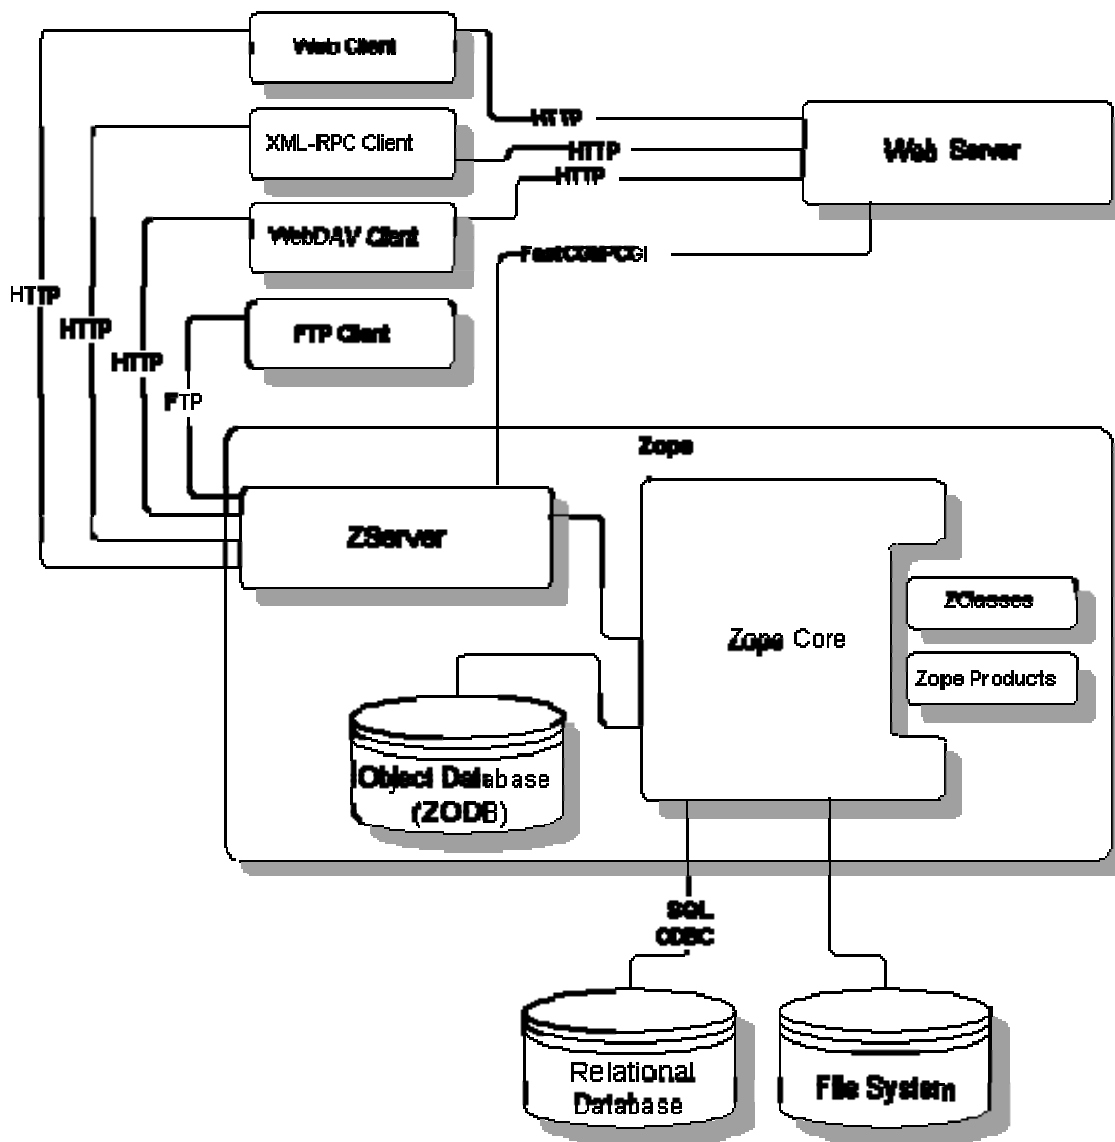 Web Client
HTTP
XML-RPC Client
HTTP
Web Server
HTTP
WebDAV Client
HTTP
FTP Client
HTTP
HTTP
FTP
Zope
ZServer
Zope Core
ZClasses
Zope Products
Object Database
(ZODB)
SQL
ODBC
Relational
Database
File System